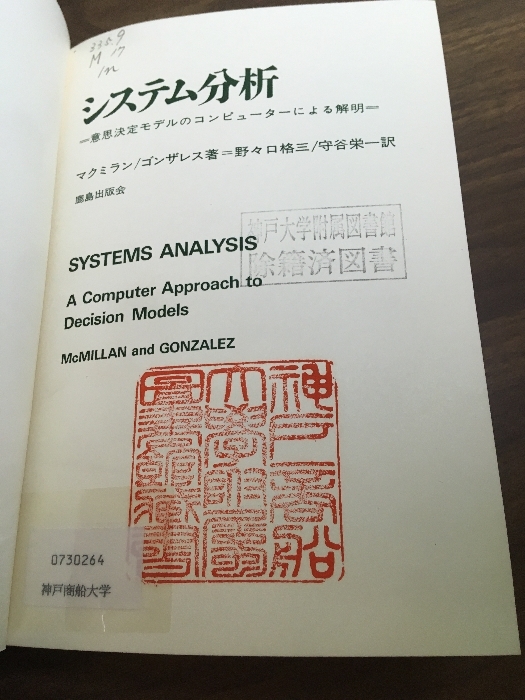 338.9
M 17
1n
システム分析
=意思決定モデルのコンピューターによる解明=
マクミラン/ゴンザレス著=野々口格三/守谷栄一訳
鹿島出版会
神戸大学附属図書館
除籍済図書
SYSTEMS ANALYSIS
A Computer Approach to
Decision Models
McMILLAN and GONZALEZ
0730264
神戸商船大学